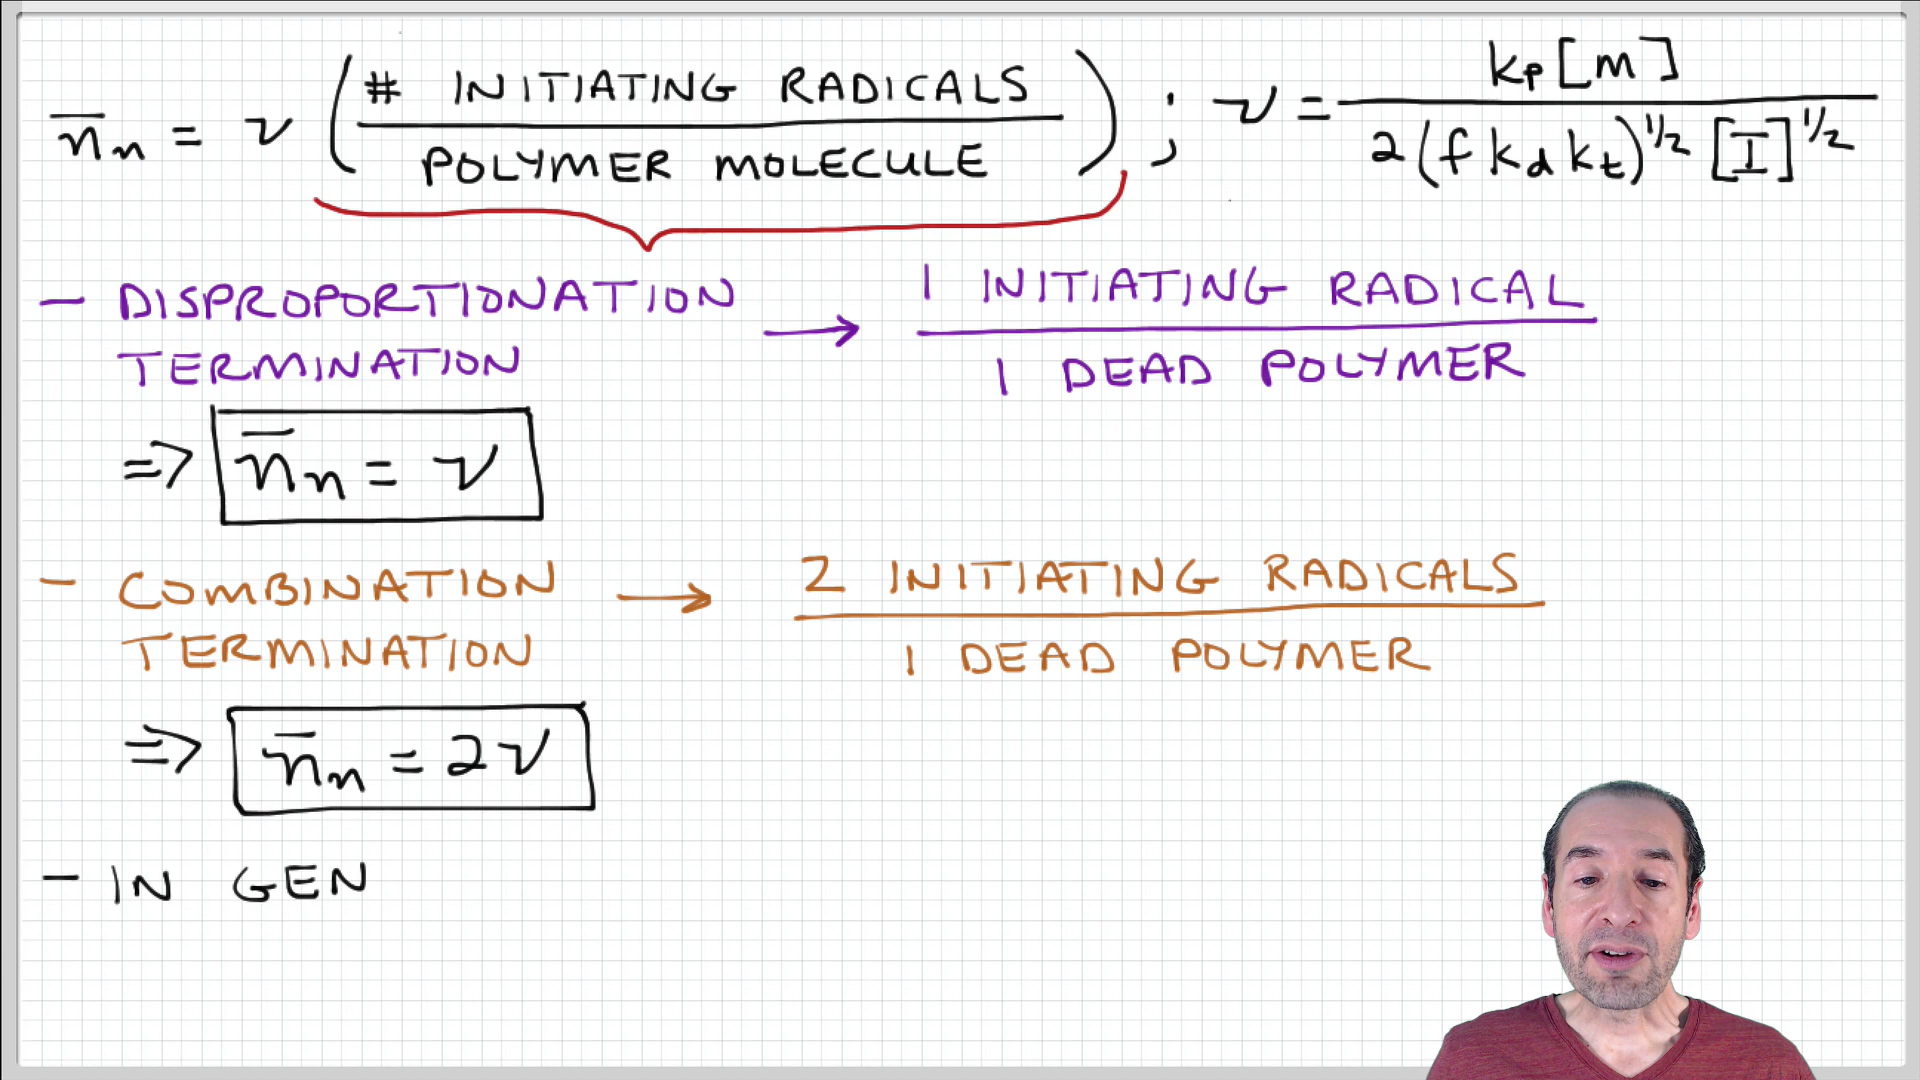 n̄n = ν ( # INITIATING RADICALS / POLYMER MOLECULE ) ; ν = kp[m] / 2(f kd kt)^1/2 [I]^1/2
- DISPROPORTIONATION TERMINATION → 1 INITIATING RADICAL / 1 DEAD POLYMER
=> n̄n = ν
- COMBINATION TERMINATION → 2 INITIATING RADICALS / 1 DEAD POLYMER
=> n̄n = 2ν
- IN GEN